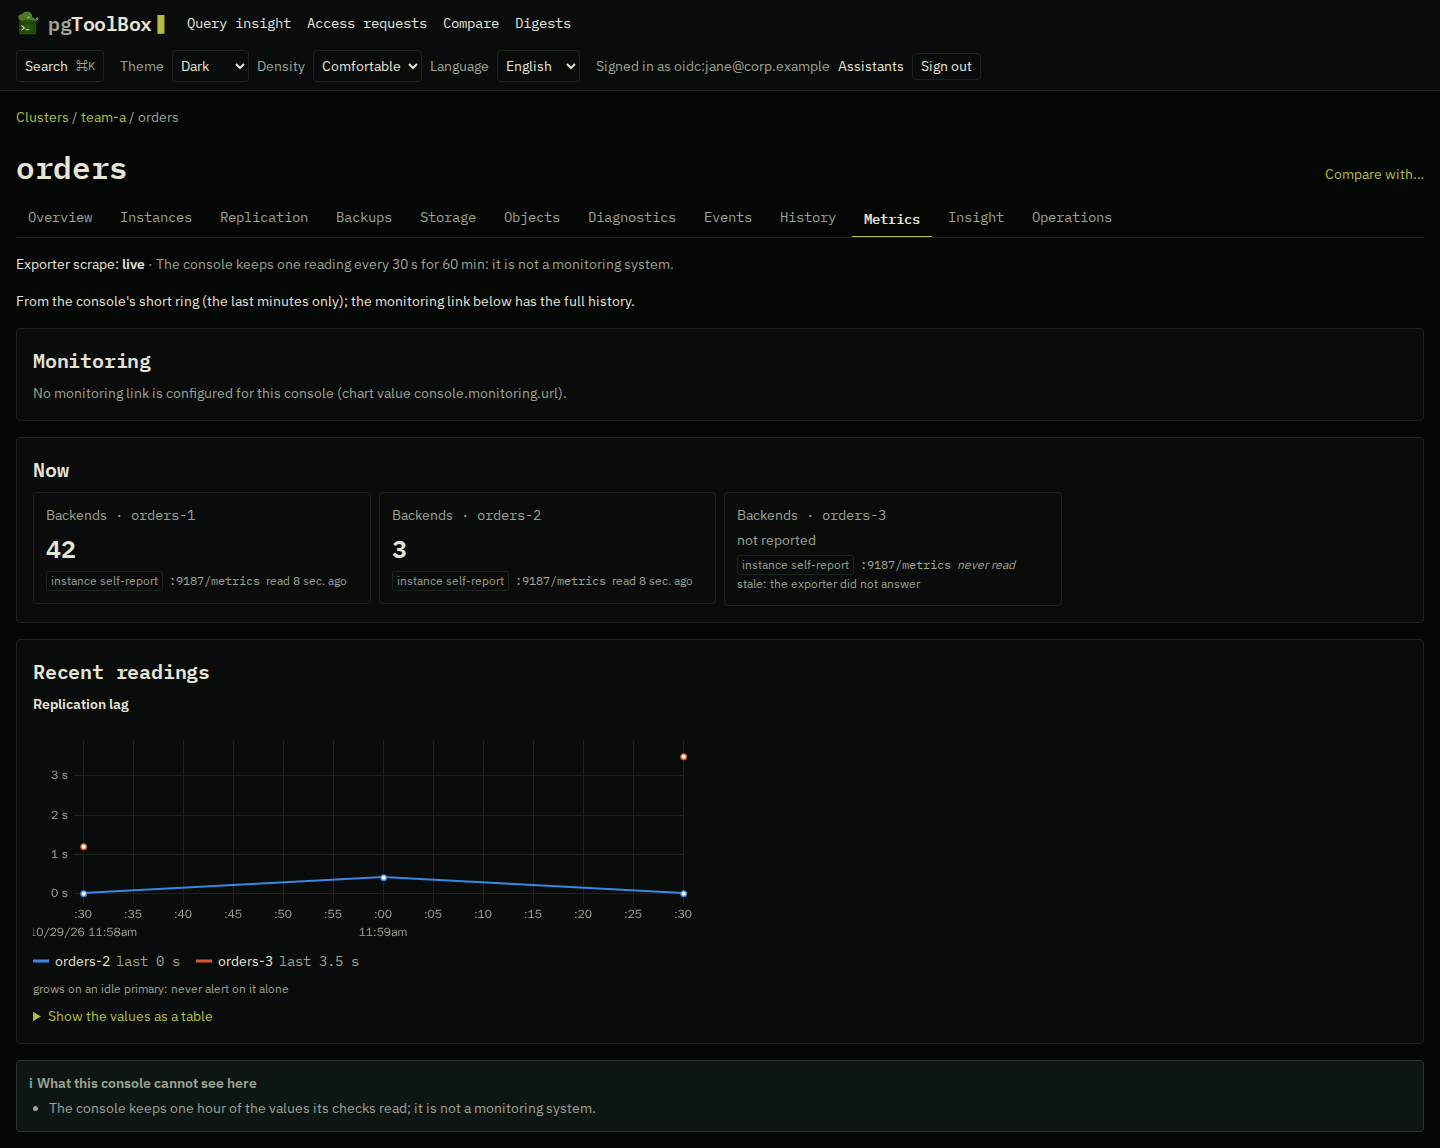 pgToolBox
Query insight Access requests Compare Digests
Search ⌘K Theme Dark Density Comfortable Language English Signed in as oidc:jane@corp.example Assistants Sign out
Clusters / team-a / orders
orders
Compare with...
Overview Instances Replication Backups Storage Objects Diagnostics Events History Metrics Insight Operations
Exporter scrape: live · The console keeps one reading every 30 s for 60 min: it is not a monitoring system.
From the console's short ring (the last minutes only); the monitoring link below has the full history.
Monitoring
No monitoring link is configured for this console (chart value console.monitoring.url).
Now
Backends · orders-1
42
instance self-report :9187/metrics read 8 sec. ago
Backends · orders-2
3
instance self-report :9187/metrics read 8 sec. ago
Backends · orders-3
not reported
instance self-report :9187/metrics never read
stale: the exporter did not answer
Recent readings
Replication lag
3 s
2 s
1 s
0 s
:30 :35 :40 :45 :50 :55 :00 :05 :10 :15 :20 :25 :30
10/29/26 11:58am 11:59am
orders-2 last 0 s orders-3 last 3.5 s
grows on an idle primary: never alert on it alone
Show the values as a table
i What this console cannot see here
• The console keeps one hour of the values its checks read; it is not a monitoring system.